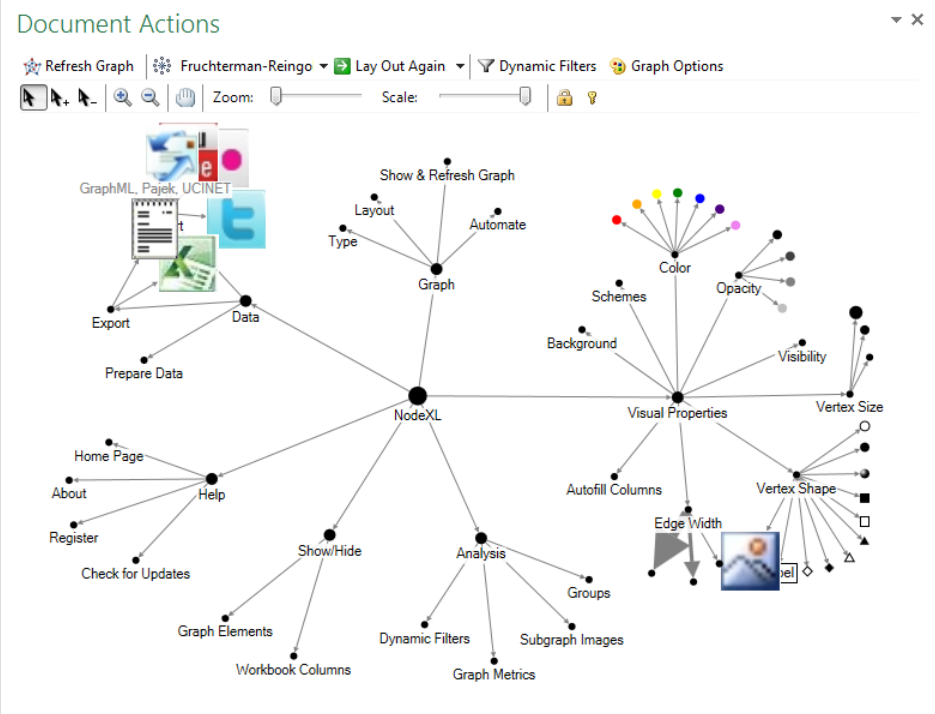 Document Actions
Refresh Graph
Fruchterman-Reingo
Lay Out Again
Dynamic Filters
Graph Options
Zoom:
Scale:
GraphML, Pajek, UCINET
Show & Refresh Graph
Layout
Automate
Type
Graph
Color
Opacity
Schemes
Background
Visibility
Export
Data
Prepare Data
NodeXL
Visual Properties
Vertex Size
Home Page
About
Help
Register
Check for Updates
Autofill Columns
Vertex Shape
Edge Width
Show/Hide
Analysis
Groups
Graph Elements
Dynamic Filters
Subgraph Images
Workbook Columns
Graph Metrics